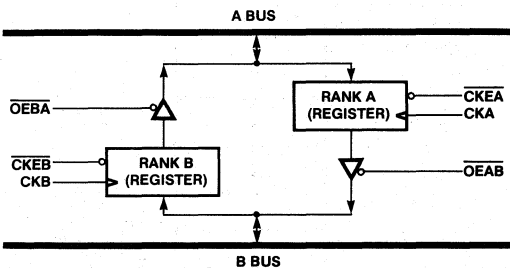 A BUS
RANK A
(REGISTER)
CKEA
CKA
OEBA
OEAB
CKEB
CKB
RANK B
(REGISTER)
B BUS